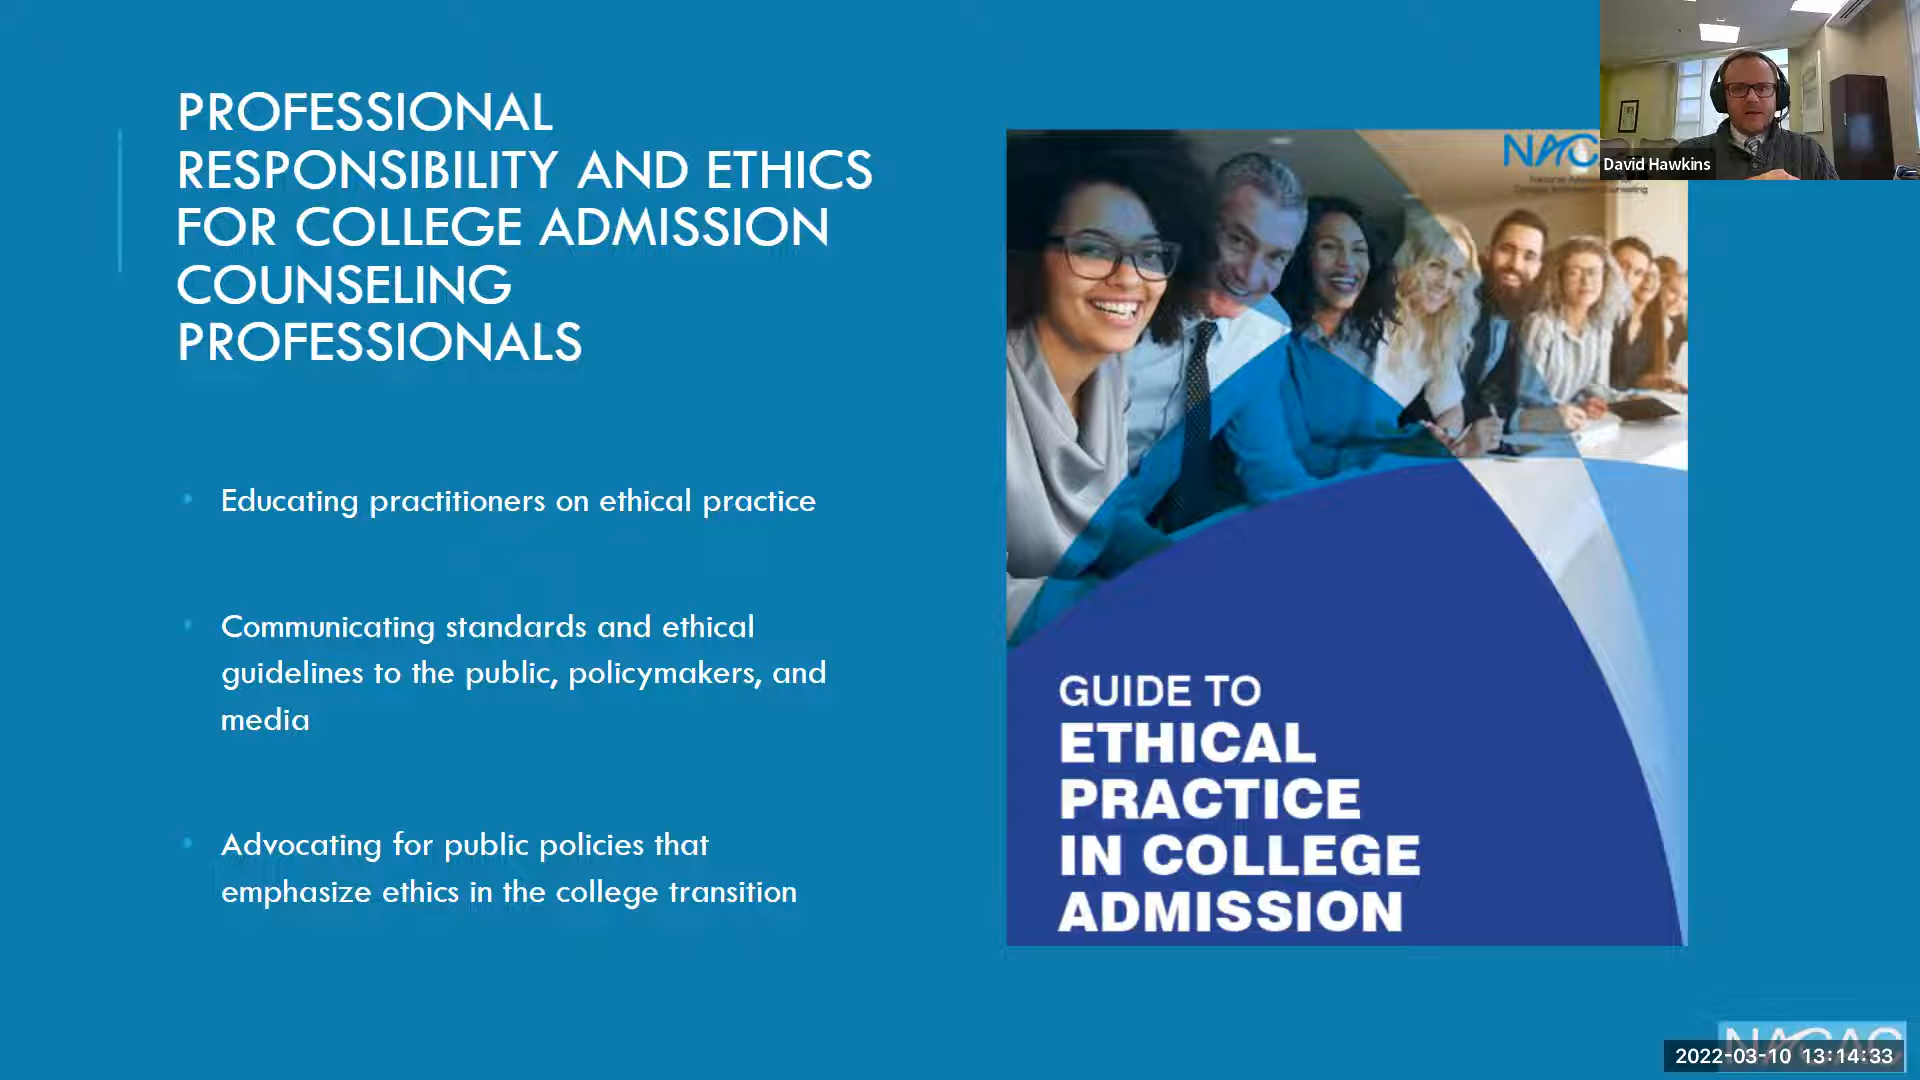 PROFESSIONAL
RESPONSIBILITY AND ETHICS
FOR COLLEGE ADMISSION
COUNSELING
PROFESSIONALS
Educating practitioners on ethical practice
Communicating standards and ethical
guidelines to the public, policymakers, and
media
Advocating for public policies that
emphasize ethics in the college transition
NAC
GUIDE TO
ETHICAL
PRACTICE
IN COLLEGE
ADMISSION
David Hawkins
NACAC
2022-03-10 13:14:33